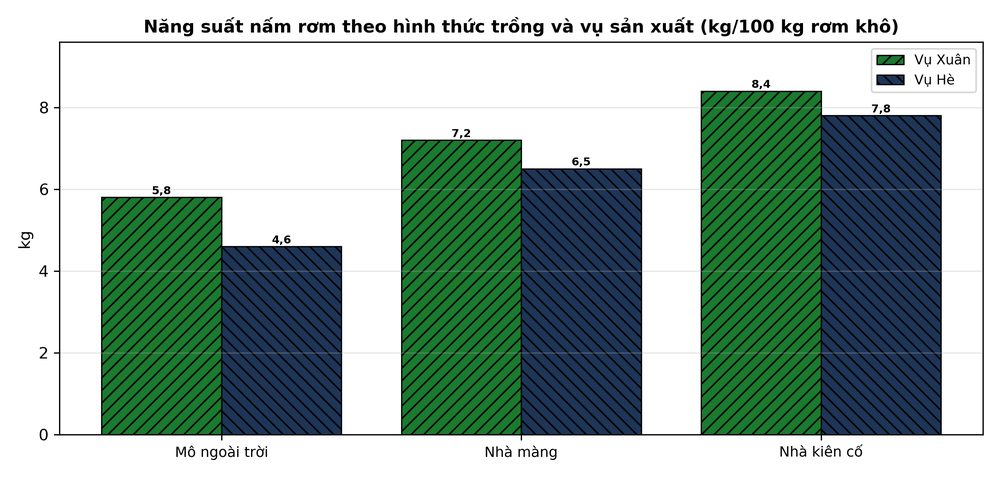 Năng suất nấm rơm theo hình thức trồng và vụ sản xuất (kg/100 kg rơm khô)
Vụ Xuân
Vụ Hè
kg
8
6
4
2
0
5,8
4,6
7,2
6,5
8,4
7,8
Mô ngoài trời
Nhà màng
Nhà kiên cố